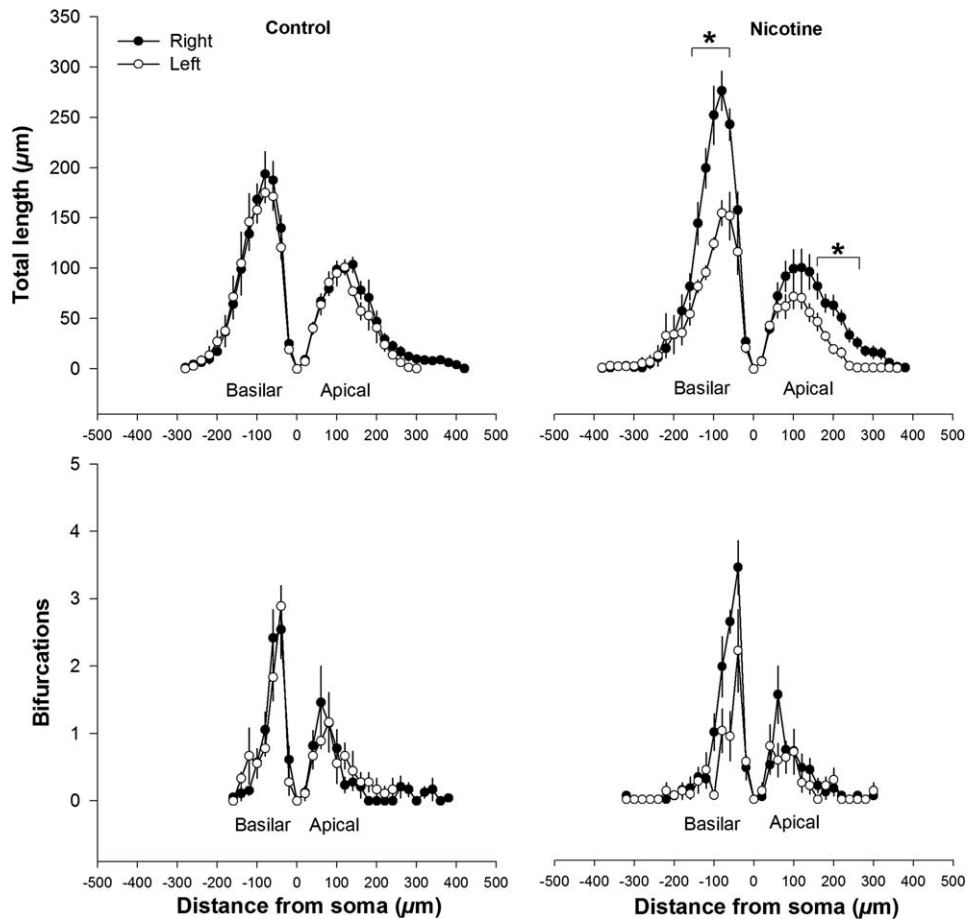 Control
Nicotine
Right
Left
*
*
Total length (µm)
350
300
250
200
150
100
50
0
Basilar
Apical
Basilar
Apical
-500 -400 -300 -200 -100 0 100 200 300 400 500
-500 -400 -300 -200 -100 0 100 200 300 400 500
Bifurcations
5
4
3
2
1
0
Basilar
Apical
Basilar
Apical
-500 -400 -300 -200 -100 0 100 200 300 400 500
-500 -400 -300 -200 -100 0 100 200 300 400 500
Distance from soma (µm)
Distance from soma (µm)